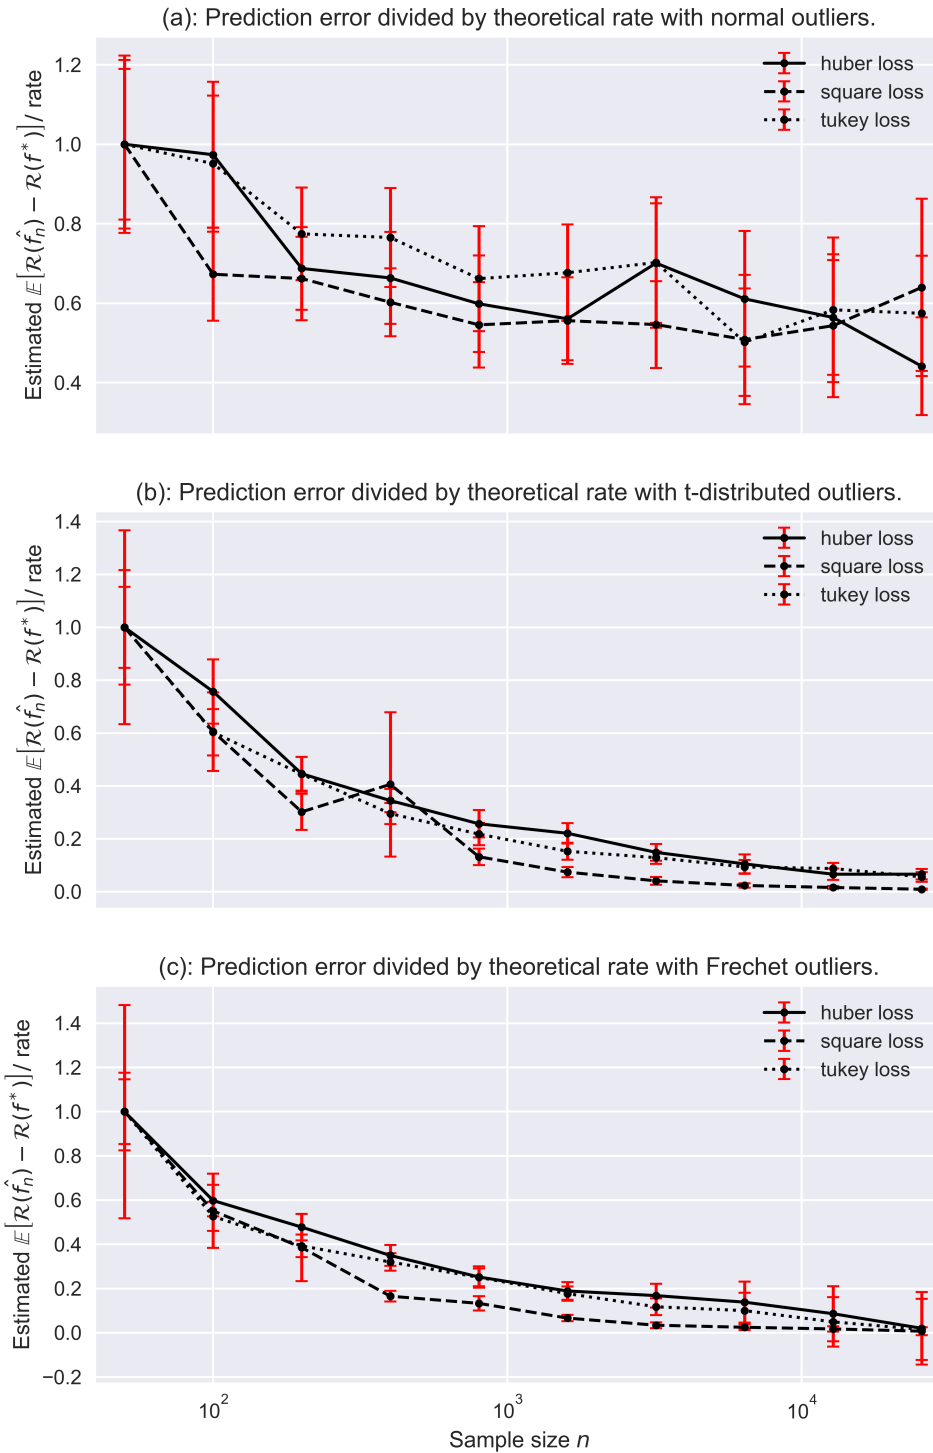 (a): Prediction error divided by theoretical rate with normal outliers.
Estimated 𝔼[ℛ(f̂ₙ) − ℛ(f*)]/ rate
1.2
1.0
0.8
0.6
0.4
huber loss
square loss
tukey loss
(b): Prediction error divided by theoretical rate with t-distributed outliers.
Estimated 𝔼[ℛ(f̂ₙ) − ℛ(f*)]/ rate
1.4
1.2
1.0
0.8
0.6
0.4
0.2
0.0
huber loss
square loss
tukey loss
(c): Prediction error divided by theoretical rate with Frechet outliers.
Estimated 𝔼[ℛ(f̂ₙ) − ℛ(f*)]/ rate
1.4
1.2
1.0
0.8
0.6
0.4
0.2
0.0
−0.2
huber loss
square loss
tukey loss
10² 10³ 10⁴
Sample size n